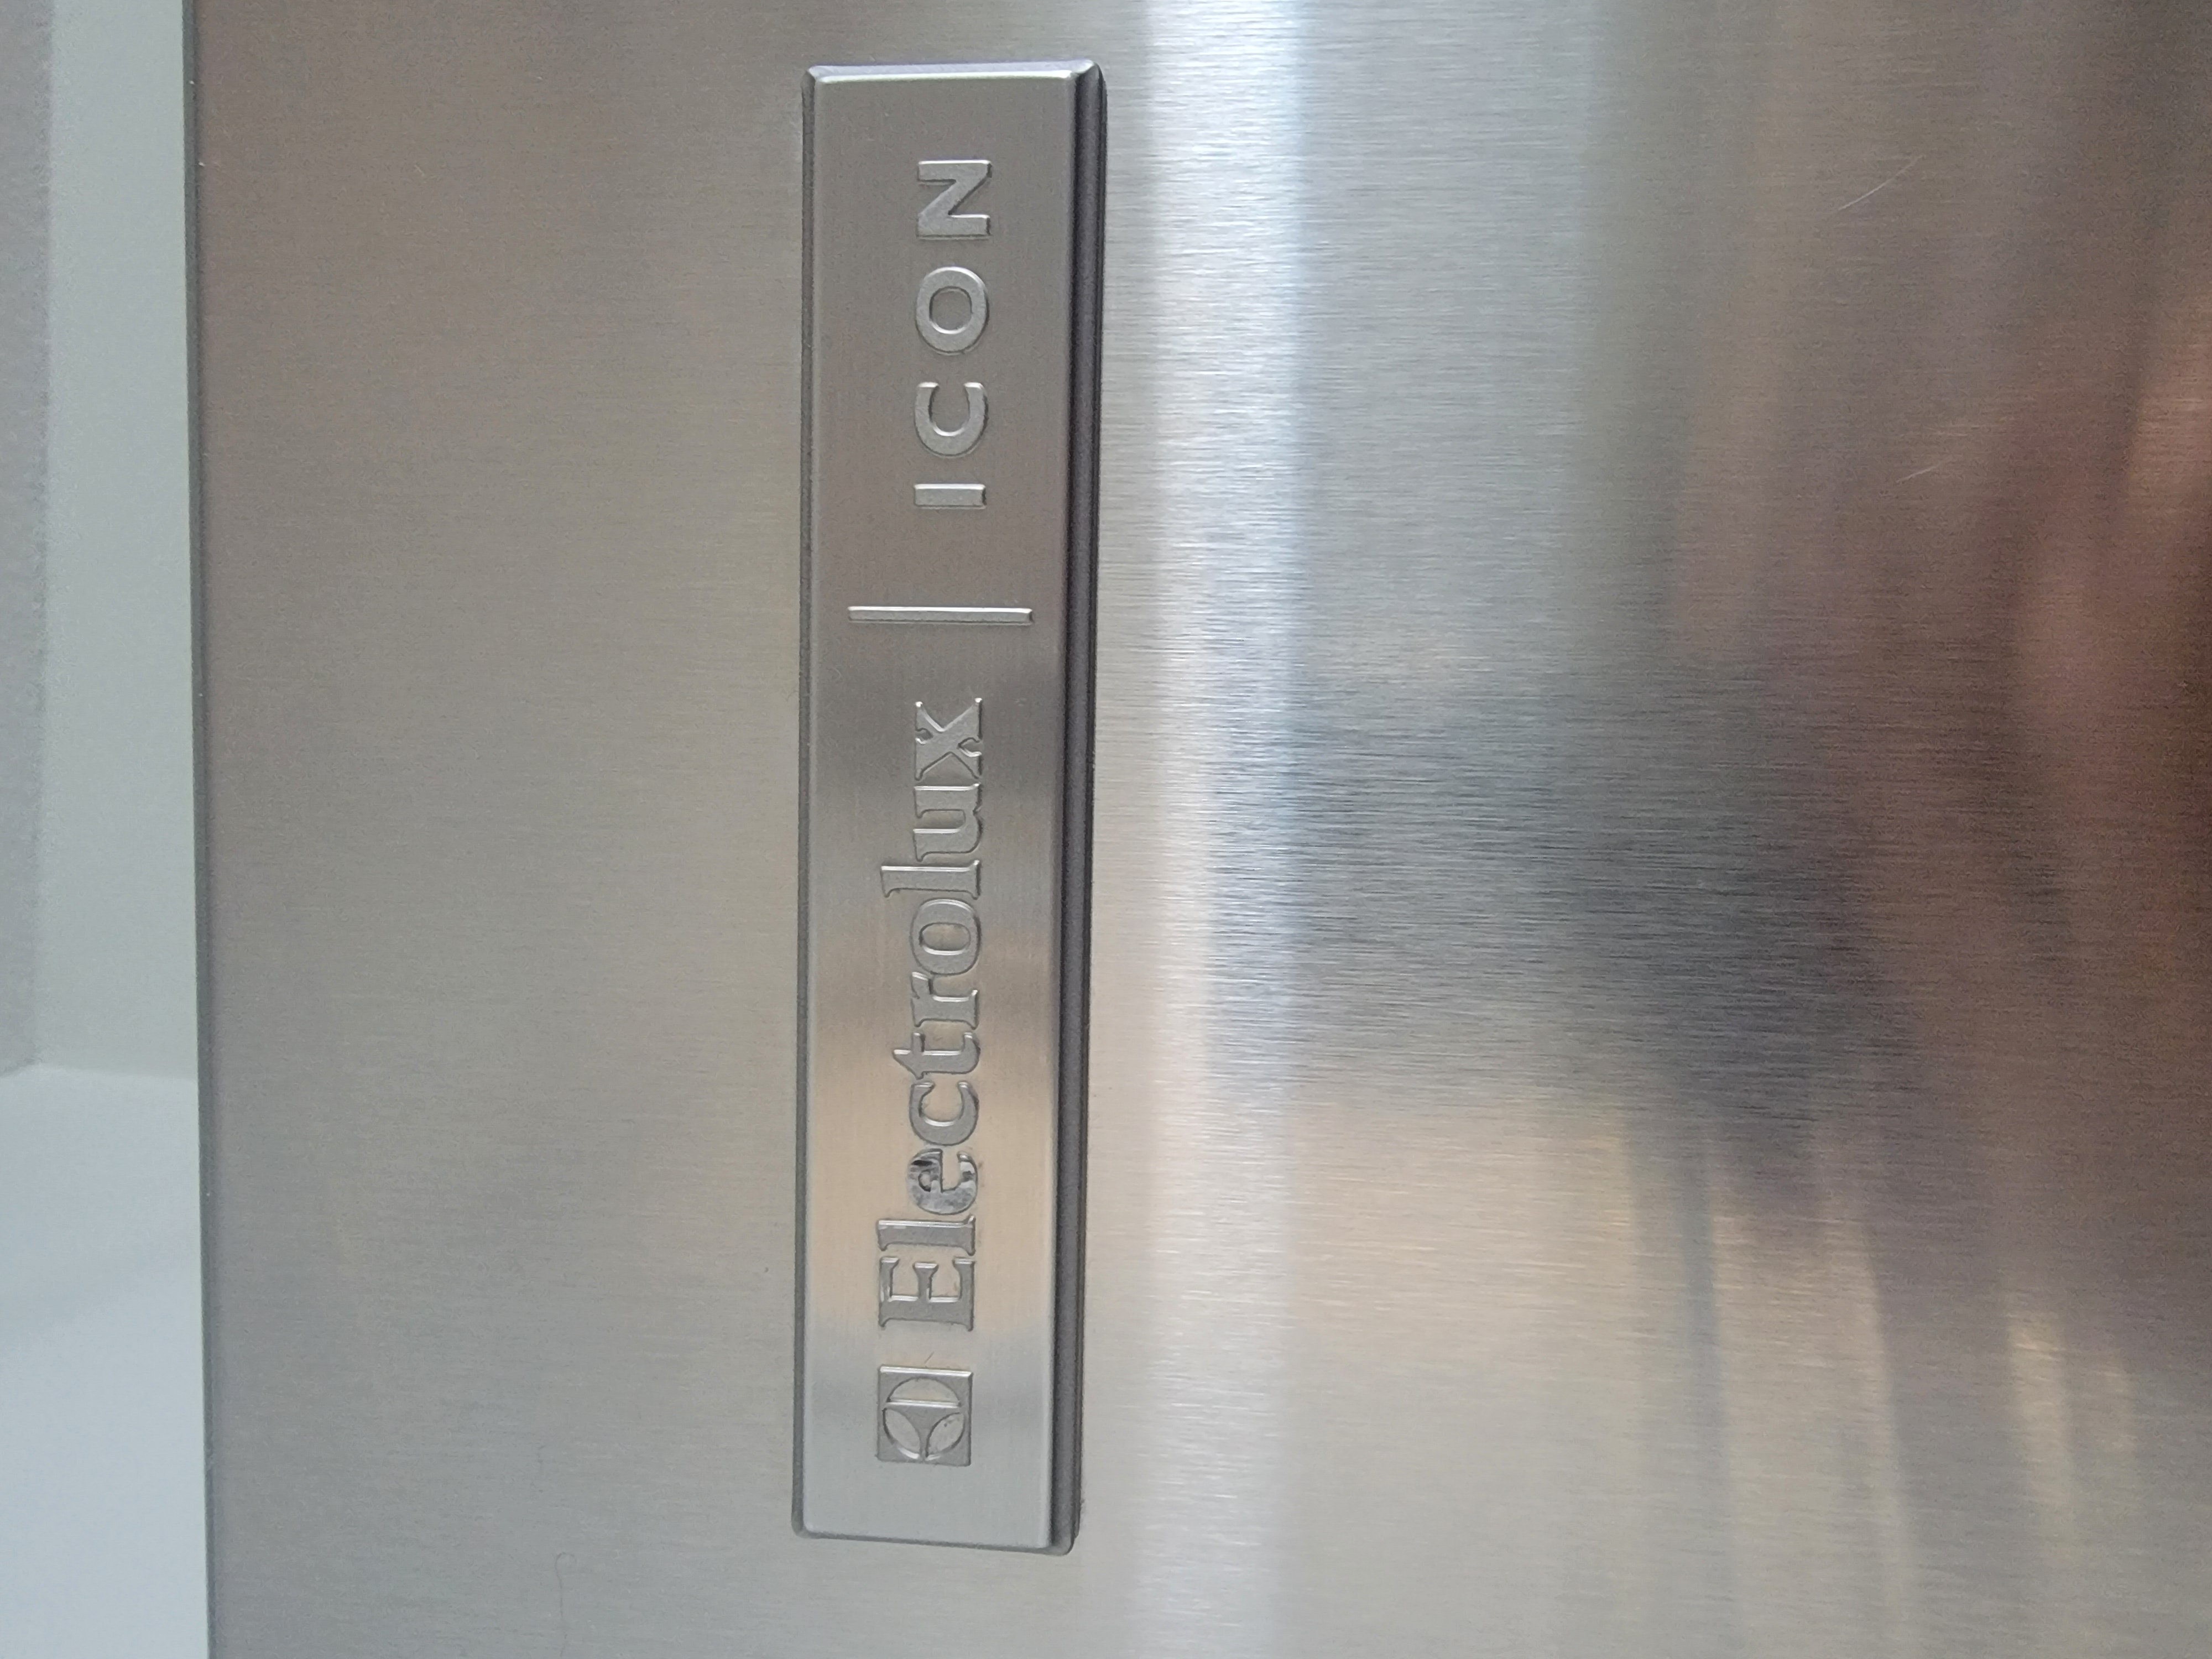 Electrolux | ICON